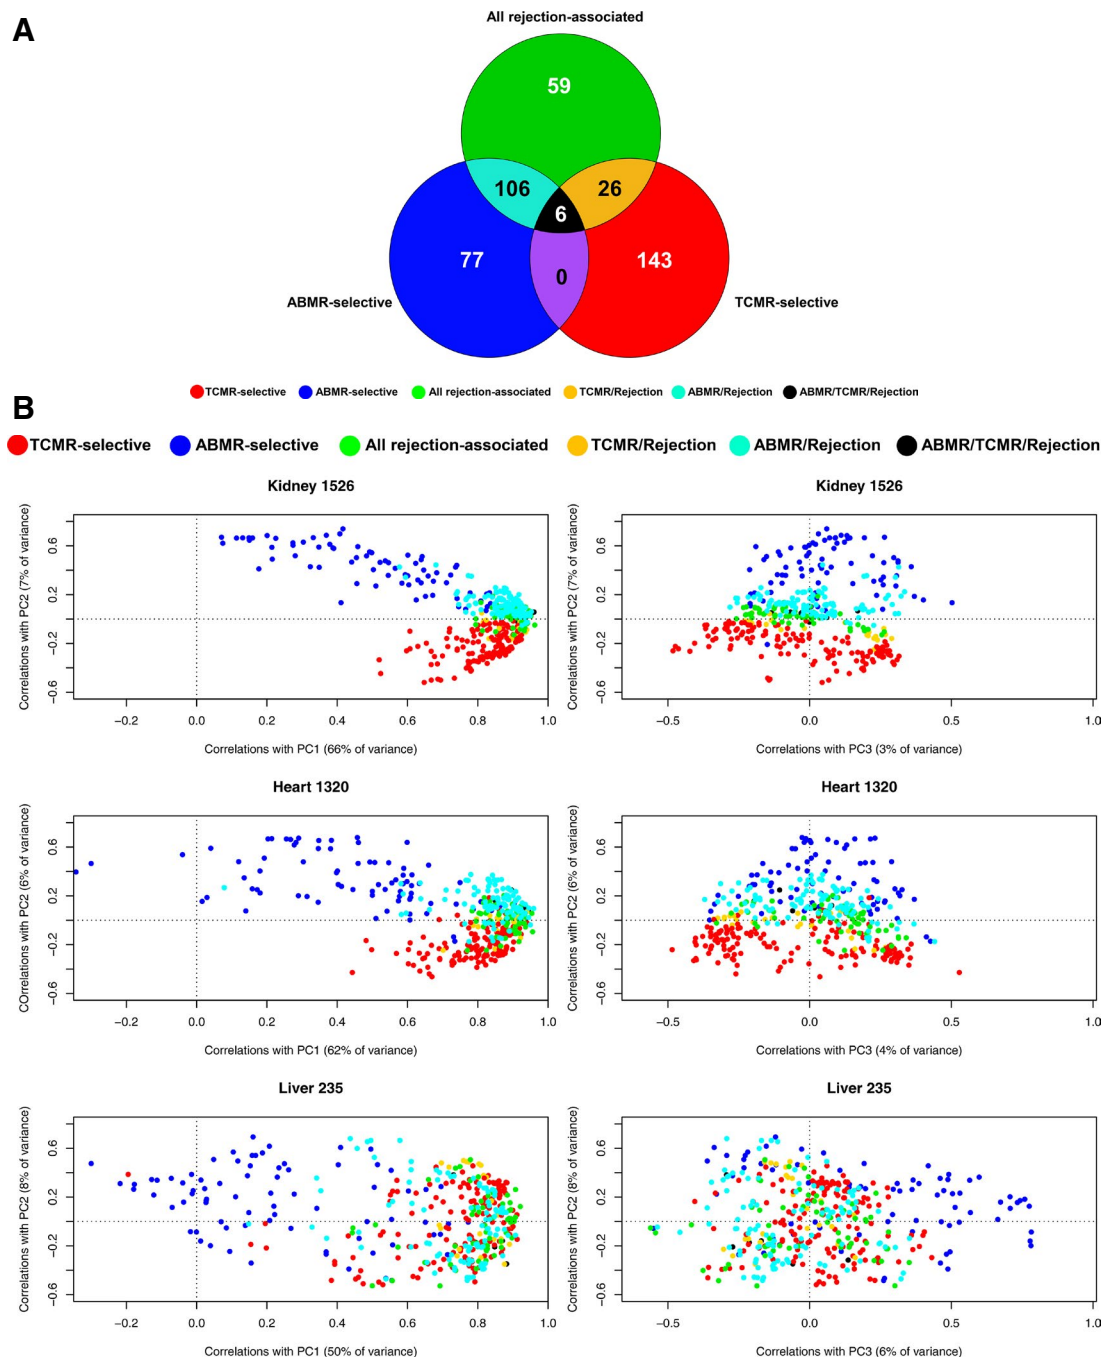 A
All rejection-associated
59
106
26
6
77
143
0
ABMR-selective
TCMR-selective
TCMR-selective ABMR-selective All rejection-associated TCMR/Rejection ABMR/Rejection ABMR/TCMR/Rejection
B
TCMR-selective ABMR-selective All rejection-associated TCMR/Rejection ABMR/Rejection ABMR/TCMR/Rejection
Kidney 1526
Correlations with PC2 (7% of variance)
0.6
0.2
−0.2
−0.6
−0.2 0.0 0.2 0.4 0.6 0.8 1.0
Correlations with PC1 (66% of variance)
Kidney 1526
Correlations with PC2 (7% of variance)
0.6
0.2
−0.2
−0.6
−0.5 0.0 0.5 1.0
Correlations with PC3 (3% of variance)
Heart 1320
COrrelations with PC2 (6% of variance)
0.6
0.2
−0.2
−0.6
−0.2 0.0 0.2 0.4 0.6 0.8 1.0
Correlations with PC1 (62% of variance)
Heart 1320
Correlations with PC2 (6% of variance)
0.6
0.2
−0.2
−0.6
−0.5 0.0 0.5 1.0
Correlations with PC3 (4% of variance)
Liver 235
Correlations with PC2 (8% of variance)
0.6
0.2
−0.2
−0.6
−0.2 0.0 0.2 0.4 0.6 0.8 1.0
Correlations with PC1 (50% of variance)
Liver 235
Correlations with PC2 (8% of variance)
0.6
0.2
−0.2
−0.6
−0.5 0.0 0.5 1.0
Correlations with PC3 (6% of variance)